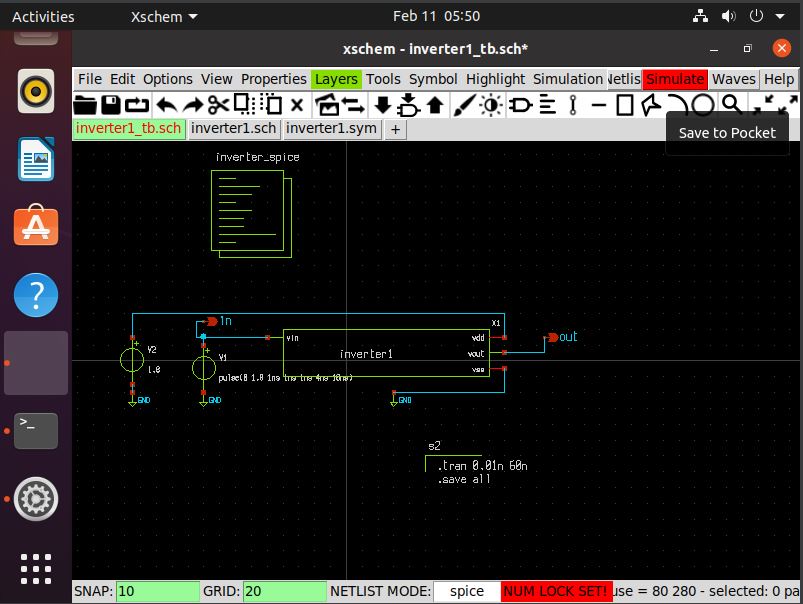 Activities
Xschem
Feb 11 05:50
xschem - inverter1_tb.sch*
File Edit Options View Properties Layers Tools Symbol Highlight Simulation Netlis Simulate Waves Help
inverter1_tb.sch inverter1.sch inverter1.sym +
Save to Pocket
inverter_spice
in
X1
vin
vdd
out
V2
V1
inverter1
vout
1.8
vss
pulse(0 1.8 1ns 1ns 1ns 4ns 10ns)
GND
GND
GND
s2
.tran 0.01n 60n
.save all
>_
SNAP: 10 GRID: 20 NETLIST MODE: spice NUM LOCK SET! use = 80 280 - selected: 0 pa